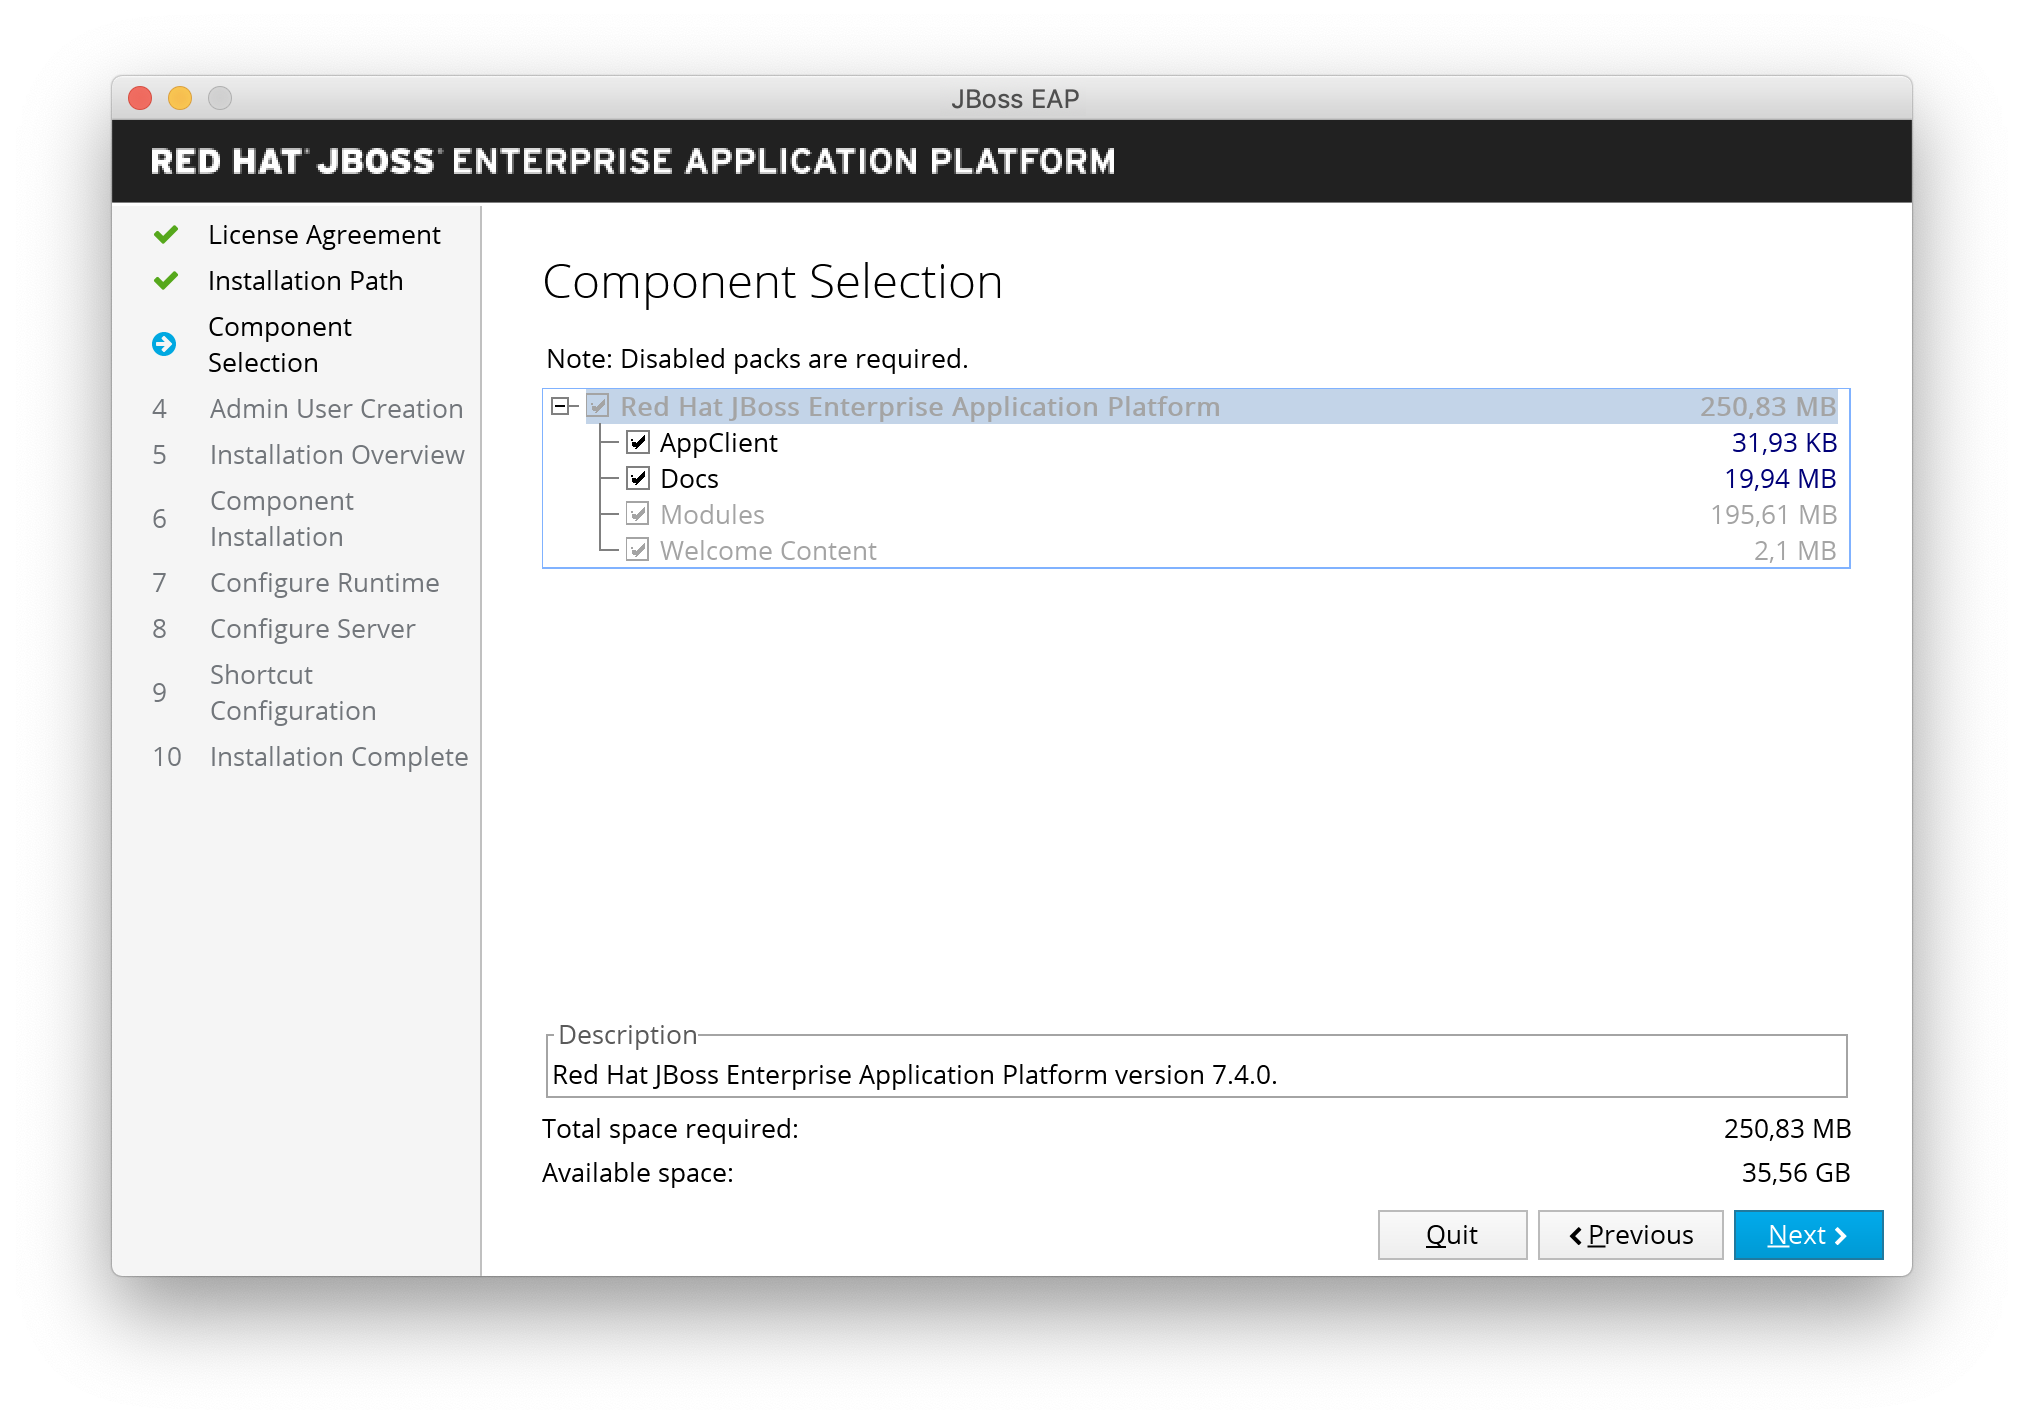 JBoss EAP
RED HAT JBOSS ENTERPRISE APPLICATION PLATFORM
License Agreement
Installation Path
Component
Selection
4 Admin User Creation
5 Installation Overview
6 Component
Installation
7 Configure Runtime
8 Configure Server
9 Shortcut
Configuration
10 Installation Complete
Component Selection
Note: Disabled packs are required.
Red Hat JBoss Enterprise Application Platform 250,83 MB
AppClient 31,93 KB
Docs 19,94 MB
Modules 195,61 MB
Welcome Content 2,1 MB
Description
Red Hat JBoss Enterprise Application Platform version 7.4.0.
Total space required: 250,83 MB
Available space: 35,56 GB
Quit Previous Next